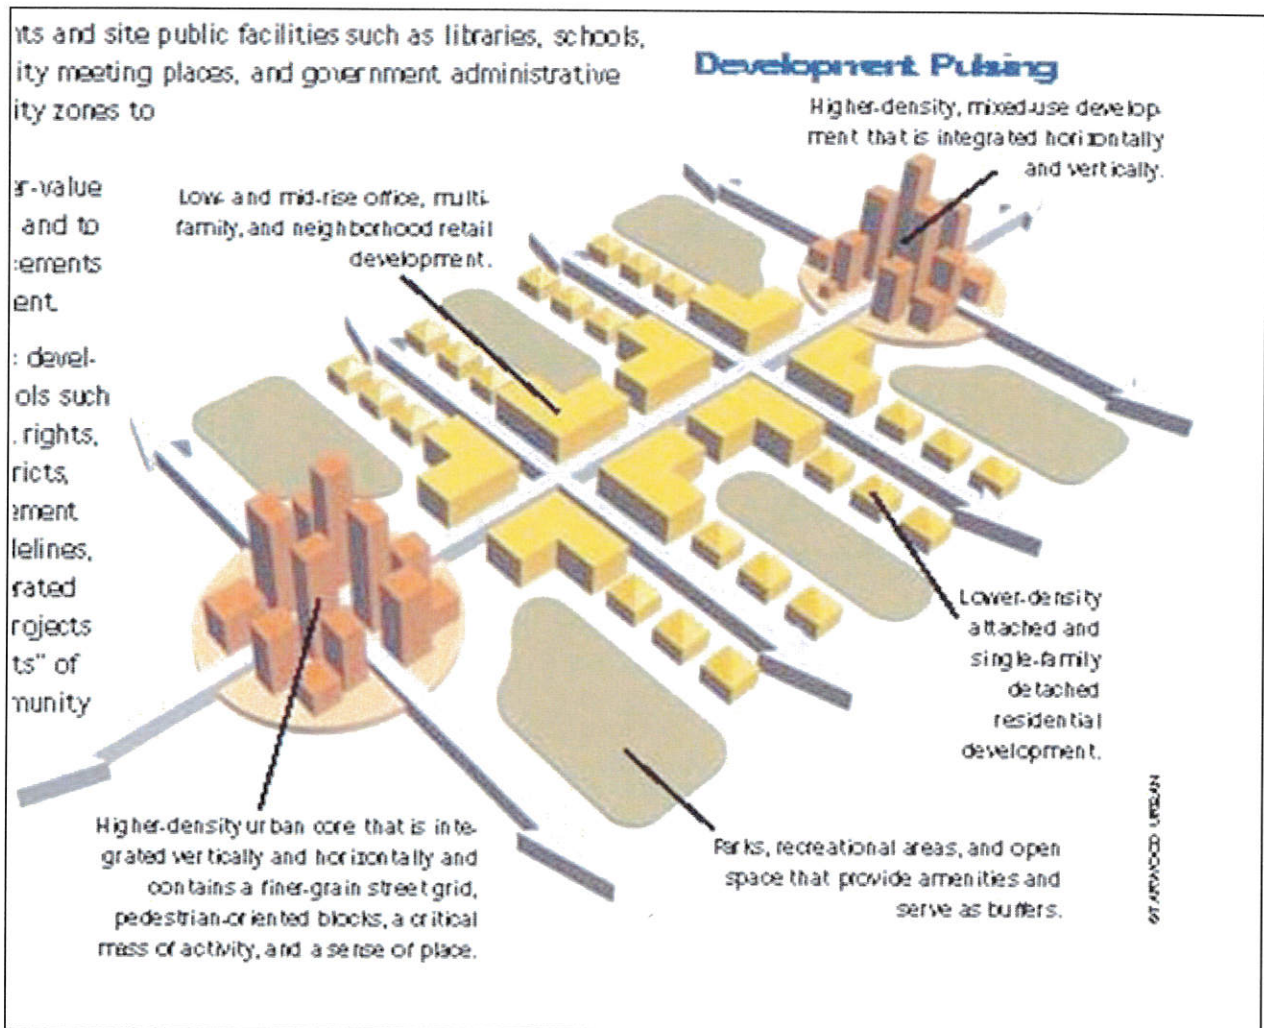 nts and site public facilities such as libraries, schools,
ity meeting places, and government administrative
ity zones to
er-value
and to
cements
ent.
: devel-
ols such
. rights,
ricts,
ement
lelines,
rated
rojects
ts" of
munity
Development Pulsing
Higher-density, mixed-use develop-
ment that is integrated horizontally
and vertically.
Low- and mid-rise office, multi-
family, and neighborhood retail
development.
Lower-density
attached and
single-family
detached
residential
development.
Higher-density urban core that is inte-
grated vertically and horizontally and
contains a finer-grain street grid,
pedestrian-oriented blocks, a critical
mass of activity, and a sense of place.
Parks, recreational areas, and open
space that provide amenities and
serve as buffers.
URBAN